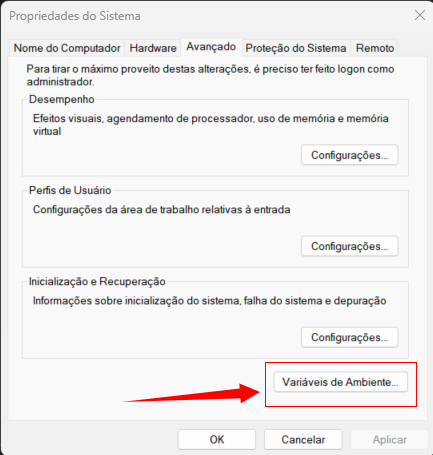 Propriedades do Sistema
Nome do Computador Hardware Avançado Proteção do Sistema Remoto
Para tirar o máximo proveito destas alterações, é preciso ter feito logon como
administrador.
Desempenho
Efeitos visuais, agendamento de processador, uso de memória e memória
virtual
Configurações...
Perfis de Usuário
Configurações da área de trabalho relativas à entrada
Configurações...
Inicialização e Recuperação
Informações sobre inicialização do sistema, falha do sistema e depuração
Configurações...
Variáveis de Ambiente...
OK Cancelar Aplicar